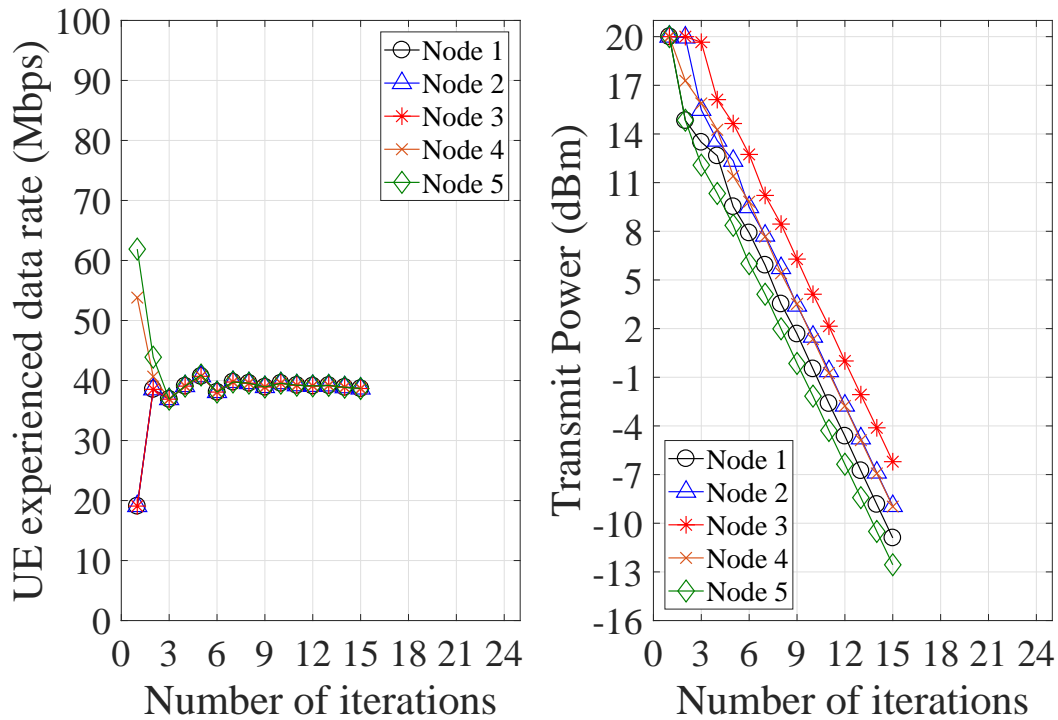 UE experienced data rate (Mbps)
100
90
80
70
60
50
40
30
20
10
0
Node 1
Node 2
Node 3
Node 4
Node 5
0 3 6 9 12 15 18 21 24
Number of iterations
Transmit Power (dBm)
20
17
14
11
8
5
2
-1
-4
-7
-10
-13
-16
Node 1
Node 2
Node 3
Node 4
Node 5
0 3 6 9 12 15 18 21 24
Number of iterations